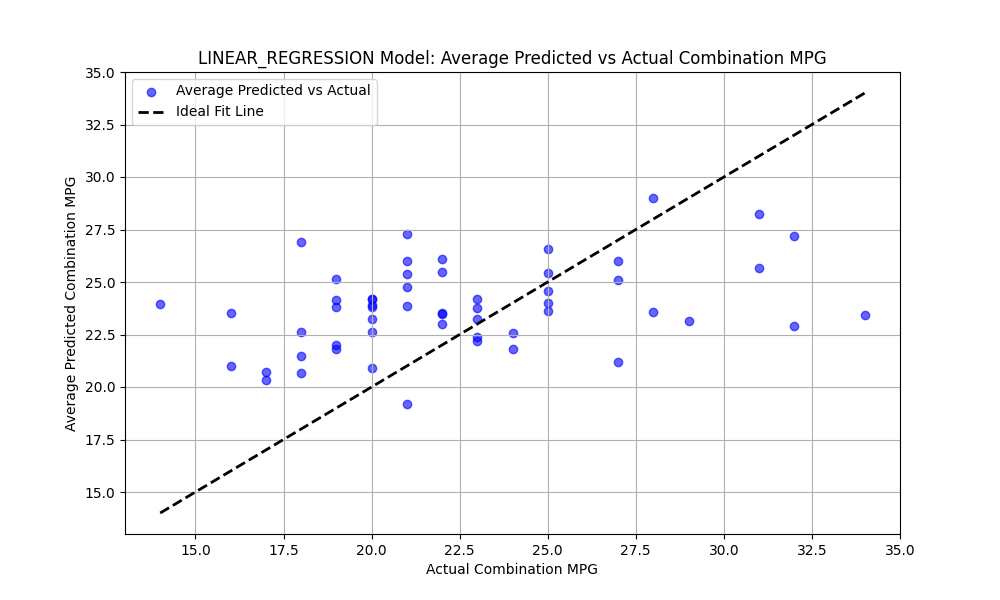 LINEAR_REGRESSION Model: Average Predicted vs Actual Combination MPG
35.0
32.5
30.0
27.5
25.0
22.5
20.0
17.5
15.0
Average Predicted Combination MPG
Average Predicted vs Actual
Ideal Fit Line
15.0 17.5 20.0 22.5 25.0 27.5 30.0 32.5 35.0
Actual Combination MPG